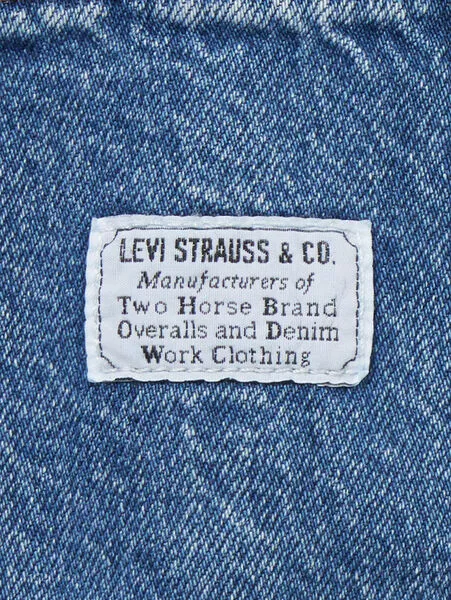 LEVI STRAUSS & CO.
Manufacturers of
Two Horse Brand
Overalls and Denim
Work Clothing